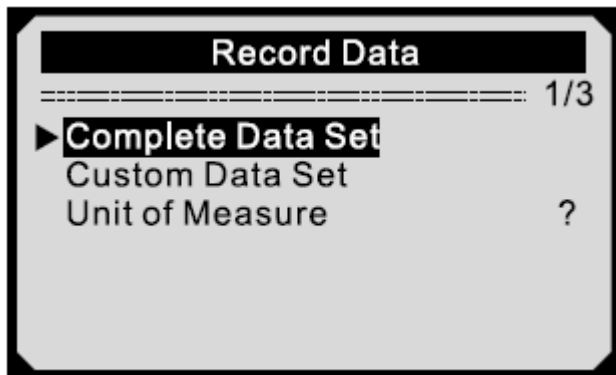 Record Data
1/3
Complete Data Set
Custom Data Set
Unit of Measure ?